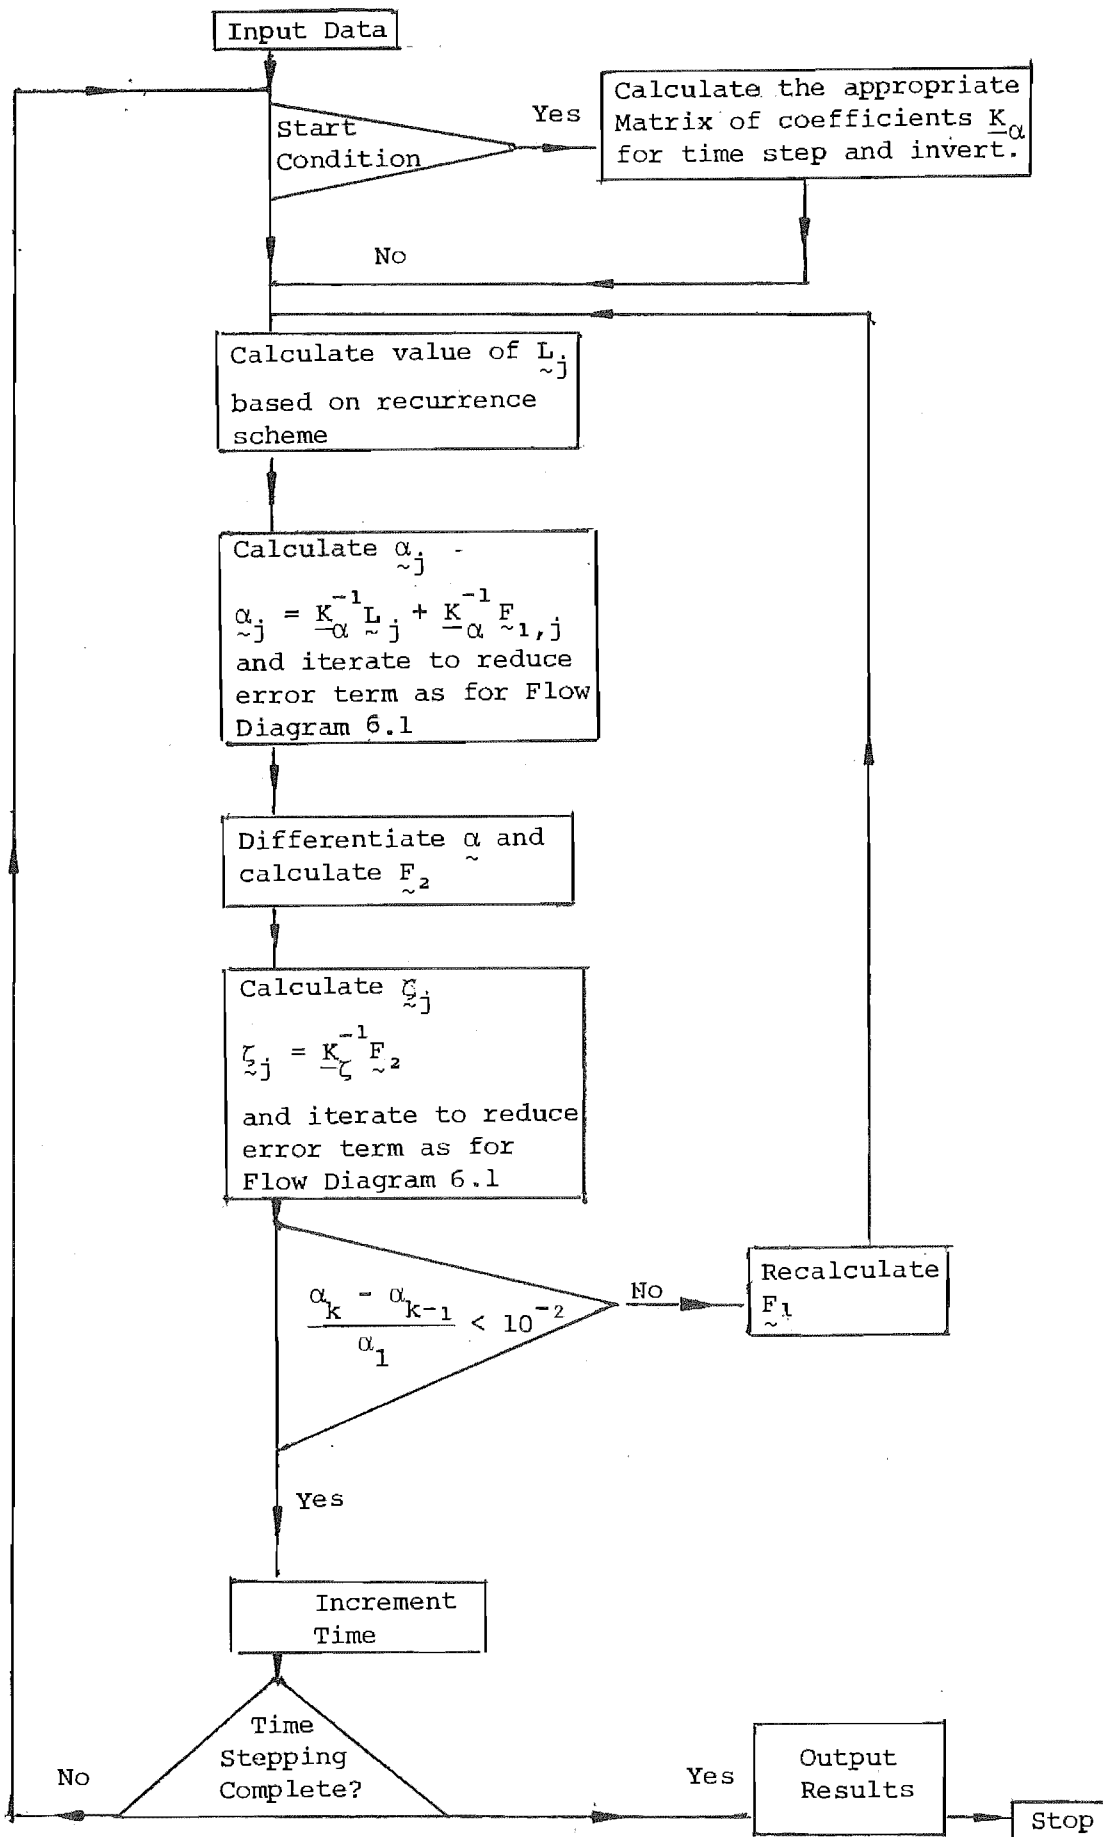 Input Data
Start
Condition
Yes
Calculate the appropriate
Matrix of coefficients K_α
for time step and invert.
No
Calculate value of L_j
based on recurrence
scheme
Calculate α_j -
α_j = K_α^-1 L_j + K_α^-1 F_1,j
and iterate to reduce
error term as for Flow
Diagram 6.1
Differentiate α and
calculate F_2
Calculate ζ_j
ζ_j = K_ζ^-1 F_2
and iterate to reduce
error term as for
Flow Diagram 6.1
α_k - α_k-1
< 10^-2
α_1
No
Recalculate
F_1
Yes
Increment
Time
Time
Stepping
Complete?
No
Yes
Output
Results
Stop